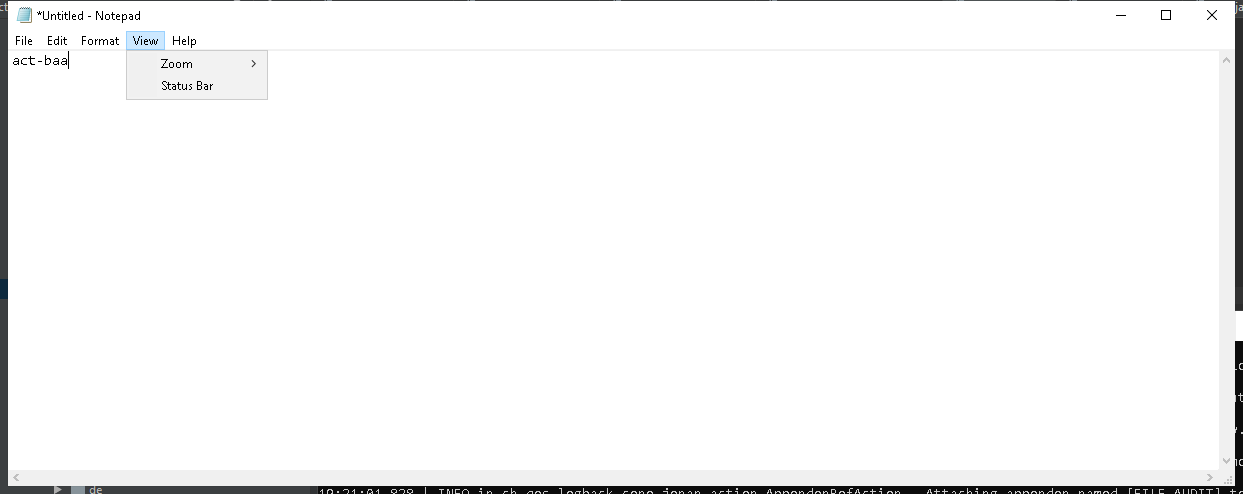 *Untitled - Notepad
File Edit Format View Help
act-baa
Zoom
Status Bar
de
19:21:01,828 | INFO in ch.qos.logback.core.joran.action.AppenderRefAction - Attaching appender named [FILE_AUDIT] t